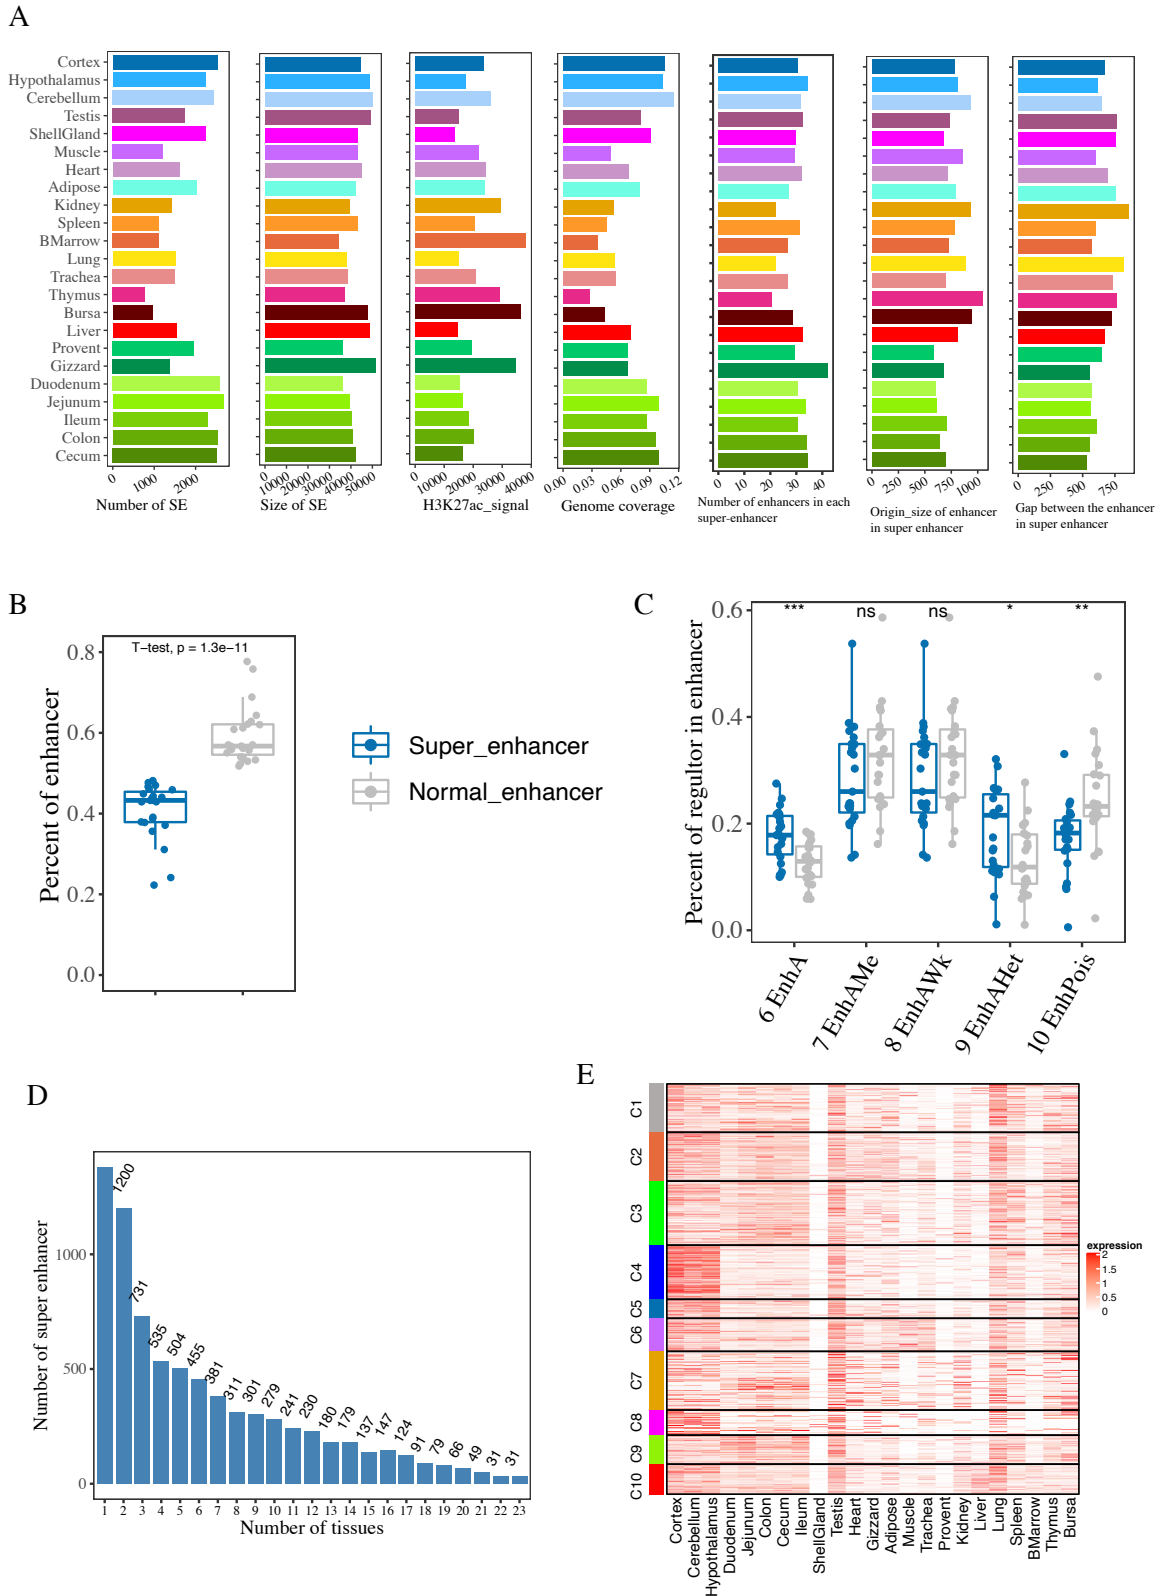 A
Cortex
Hypothalamus
Cerebellum
Testis
ShellGland
Muscle
Heart
Adipose
Kidney
Spleen
BMarrow
Lung
Trachea
Thymus
Bursa
Liver
Provent
Gizzard
Duodenum
Jejunum
Ileum
Colon
Cecum
0 1000 2000
Number of SE
0 10000 20000 30000 40000 50000
Size of SE
0 10000 20000 30000 40000
H3K27ac_signal
0.00 0.03 0.06 0.09 0.12
Genome coverage
0 10 20 30 40
Number of enhancers in each
super-enhancer
0 250 500 750 1000
Origin_size of enhancer
in super enhancer
0 250 500 750
Gap between the enhancer
in super enhancer
B
T-test, p = 1.3e-11
Percent of enhancer
0.8
0.6
0.4
0.2
0.0
Super_enhancer
Normal_enhancer
C
*** ns ns * **
Percent of regultor in enhancer
0.6
0.4
0.2
0.0
6 EnhA
7 EnhAMe
8 EnhAWk
9 EnhAHet
10 EnhPois
D
Number of super enhancer
1000
500
0
1200
731
535
504
455
381
311
301
279
241
230
180
179
137
147
124
91
79
66
49
31
31
1 2 3 4 5 6 7 8 9 10 11 12 13 14 15 16 17 18 19 20 21 22 23
Number of tissues
E
C1
C2
C3
C4
C5
C6
C7
C8
C9
C10
expression
2
1.5
1
0.5
0
Cortex
Cerebellum
Hypothalamus
Duodenum
Jejunum
Colon
Cecum
Ileum
ShellGland
Testis
Heart
Gizzard
Adipose
Muscle
Trachea
Provent
Kidney
Liver
Lung
Spleen
BMarrow
Thymus
Bursa